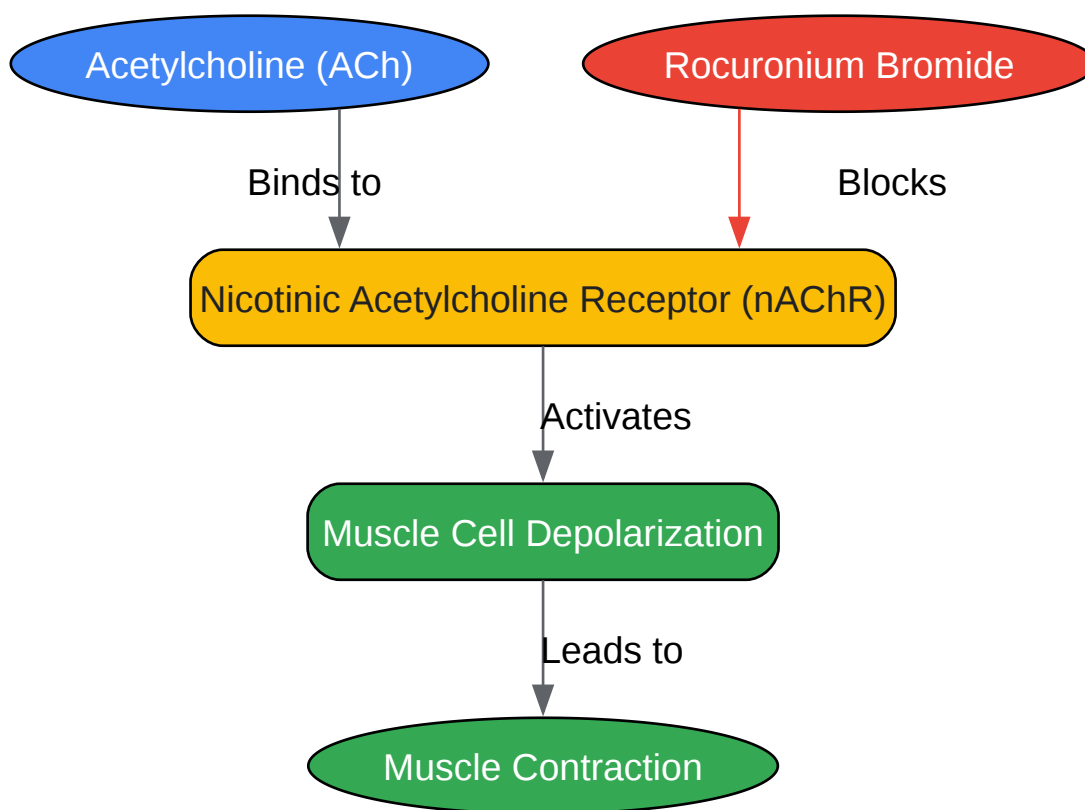 Acetylcholine (ACh)
Rocuronium Bromide
Binds to
Blocks
Nicotinic Acetylcholine Receptor (nAChR)
Activates
Muscle Cell Depolarization
Leads to
Muscle Contraction